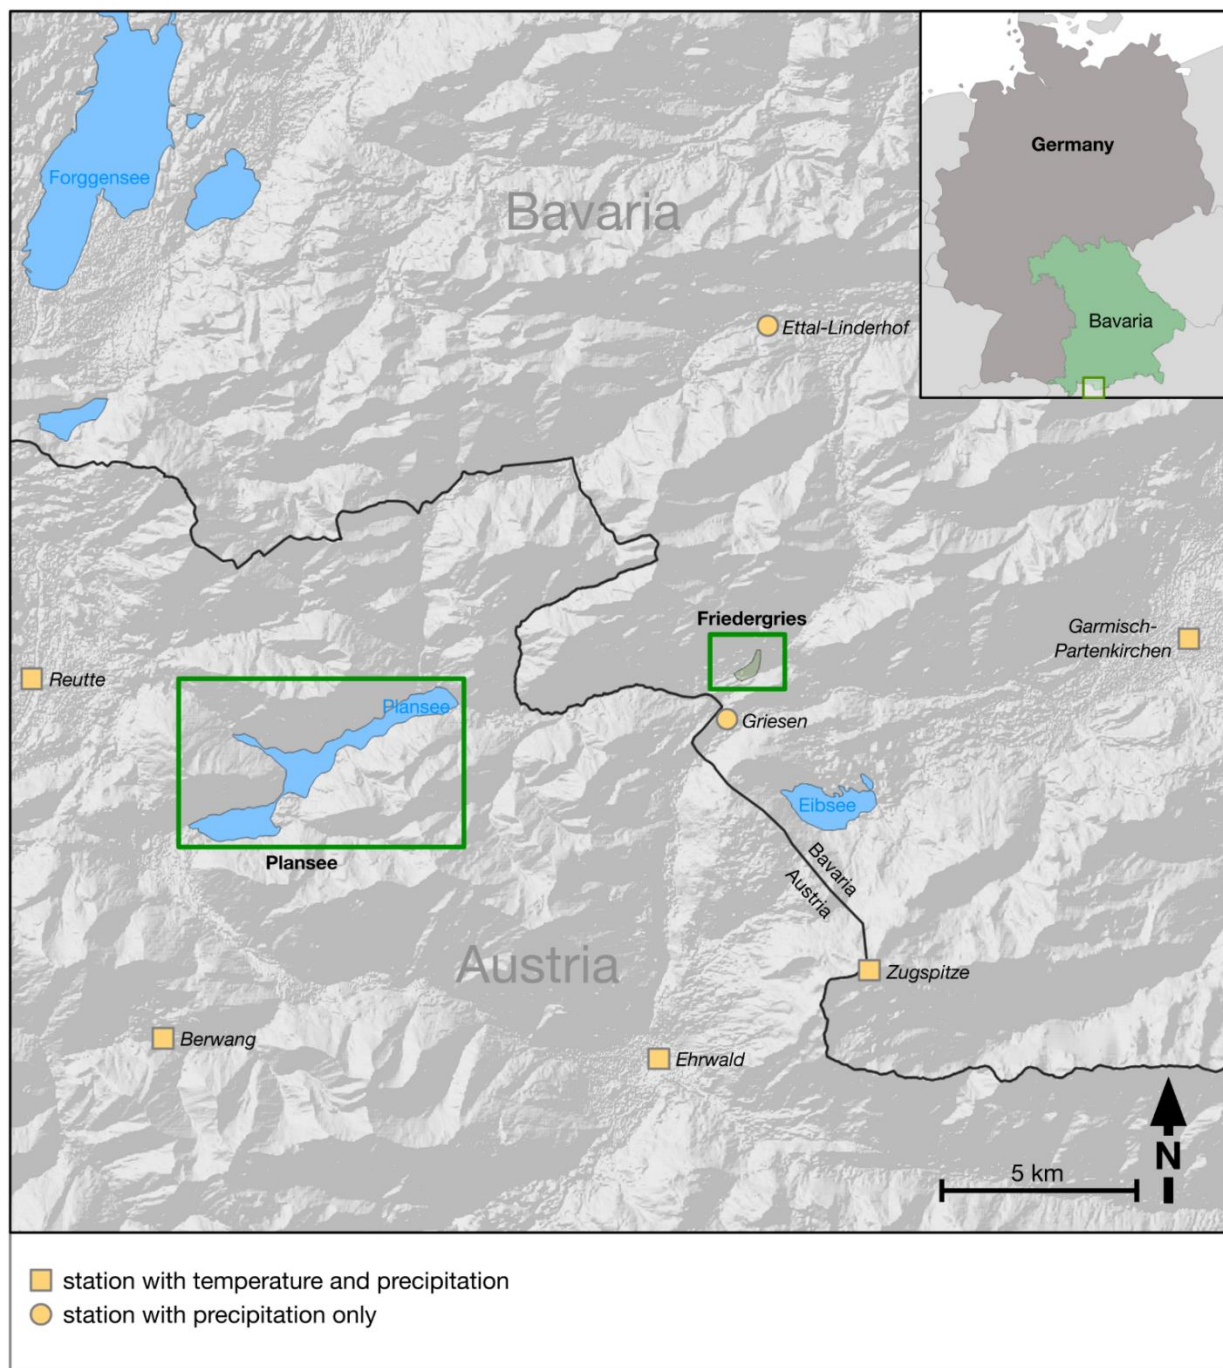 Forggensee
Bavaria
Germany
Bavaria
Ettal-Linderhof
Friedergries
Garmisch-
Partenkirchen
Reutte
Plansee
Griesen
Eibsee
Plansee
Bavaria
Austria
Austria
Zugspitze
Berwang
Ehrwald
N
5 km
station with temperature and precipitation
station with precipitation only